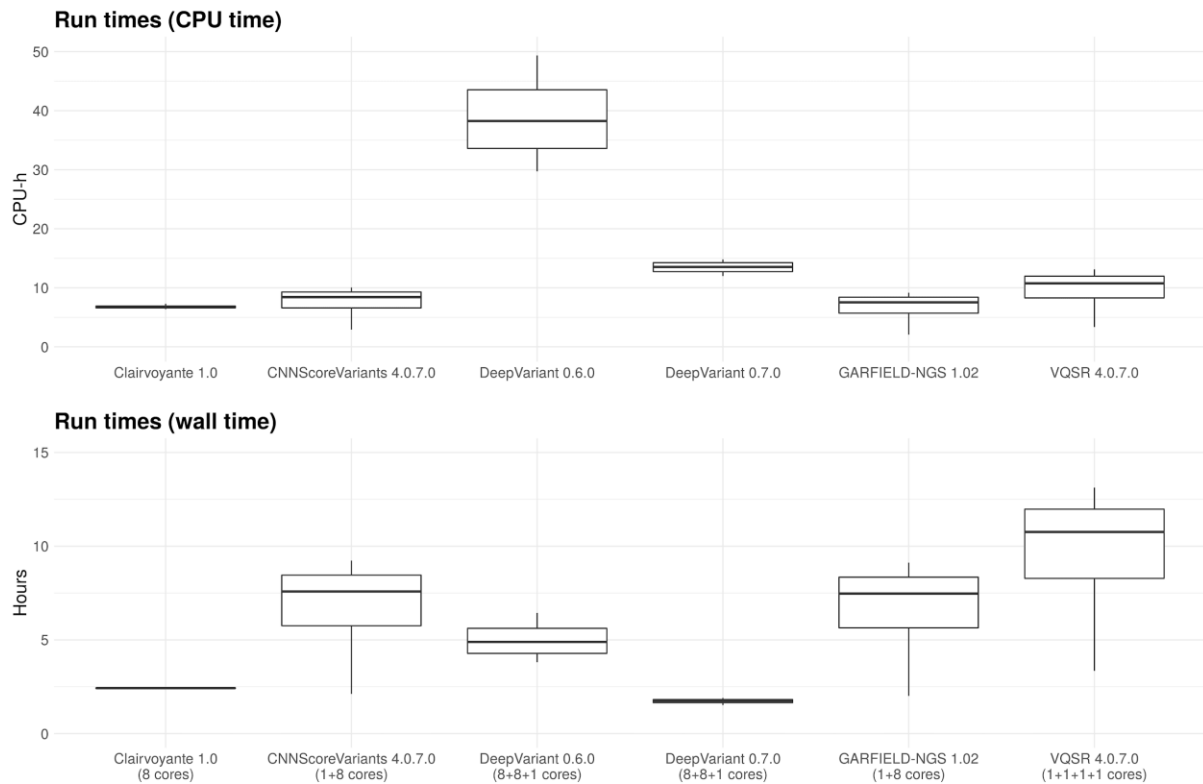 Run times (CPU time)
50
40
30
20
10
0
CPU-h
Clairvoyante 1.0 CNNScoreVariants 4.0.7.0 DeepVariant 0.6.0 DeepVariant 0.7.0 GARFIELD-NGS 1.02 VQSR 4.0.7.0
Run times (wall time)
15
10
5
0
Hours
Clairvoyante 1.0 CNNScoreVariants 4.0.7.0 DeepVariant 0.6.0 DeepVariant 0.7.0 GARFIELD-NGS 1.02 VQSR 4.0.7.0
(8 cores) (1+8 cores) (8+8+1 cores) (8+8+1 cores) (1+8 cores) (1+1+1+1 cores)